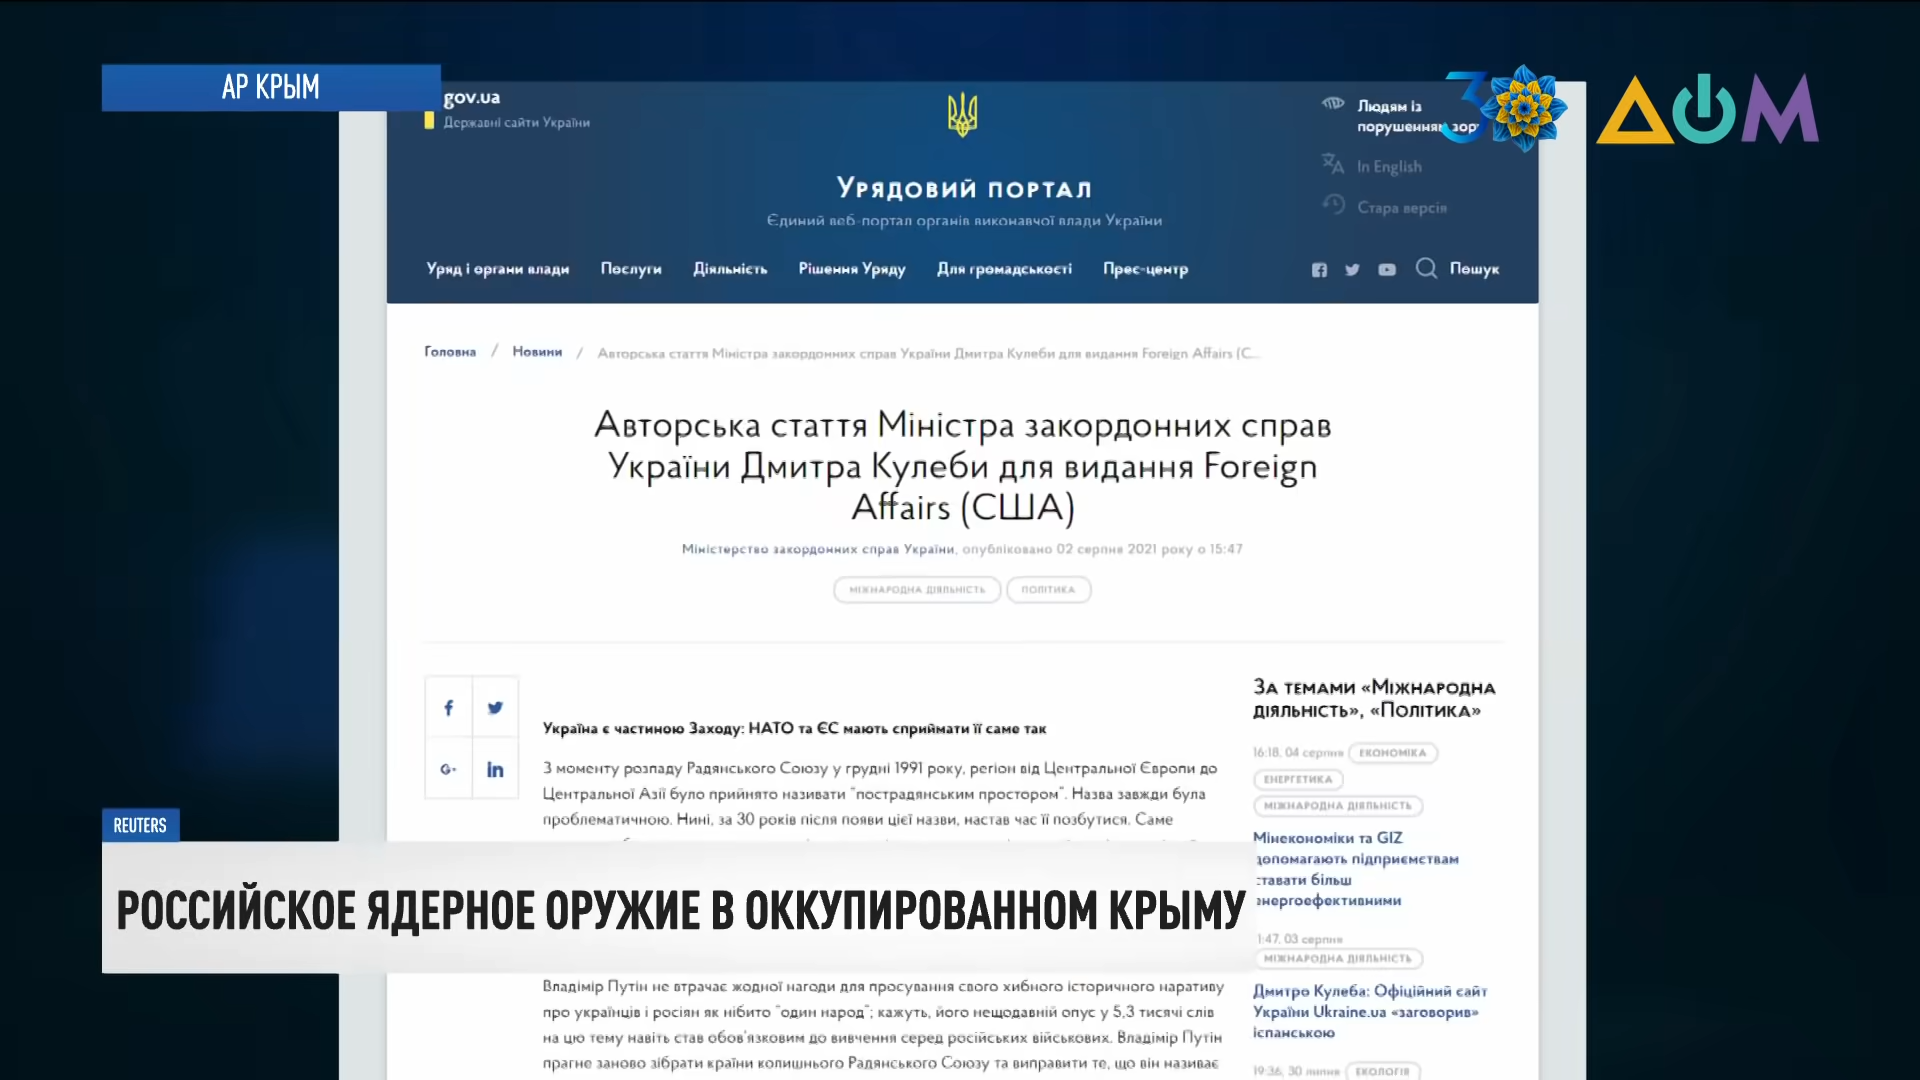 АР КРЫМ
gov.ua
Державні сайти України
Людям із
порушенням зору
30
ДОМ
In English
Стара версія
Урядовий портал
Єдиний веб-портал органів виконавчої влади України
Уряд і органи влади Послуги Діяльність Рішення Уряду Для громадськості Прес-центр Пошук
Головна / Новини / Авторська стаття Міністра закордонних справ України Дмитра Кулеби для видання Foreign Affairs (С...
Авторська стаття Міністра закордонних справ
України Дмитра Кулеби для видання Foreign
Affairs (США)
Міністерство закордонних справ України, опубліковано 02 серпня 2021 року о 15:47
МІЖНАРОДНА ДІЯЛЬНІСТЬ ПОЛІТИКА
Україна є частиною Заходу: НАТО та ЄС мають сприймати її саме так
З моменту розпаду Радянського Союзу у грудні 1991 року, регіон від Центральної Європи до
Центральної Азії було прийнято називати "пострадянським простором". Назва завжди була
проблематичною. Нині, за 30 років після появи цієї назви, настав час її позбутися. Саме
REUTERS
РОССИЙСКОЕ ЯДЕРНОЕ ОРУЖИЕ В ОККУПИРОВАННОМ КРЫМУ
Владімір Путін не втрачає жодної нагоди для просування свого хибного історичного наративу
про українців і росіян як нібито "один народ"; кажуть, його нещодавній опус у 5,3 тисячі слів
на цю тему навіть став обов'язковим до вивчення серед російських військових. Владімір Путін
прагне заново зібрати країни колишнього Радянського Союзу та виправити те, що він називає
За темами «Міжнародна
діяльність», «Політика»
16:18, 04 серпня ЕКОНОМІКА
ЕНЕРГЕТИКА
МІЖНАРОДНА ДІЯЛЬНІСТЬ
Мінекономіки та GIZ
допомагають підприємствам
ставати більш
енергоефективними
1:47, 03 серпня
МІЖНАРОДНА ДІЯЛЬНІСТЬ
Дмитро Кулеба: Офіційний сайт
України Ukraine.ua «заговорив»
іспанською
19:36, 30 липня ЕКОЛОГІЯ